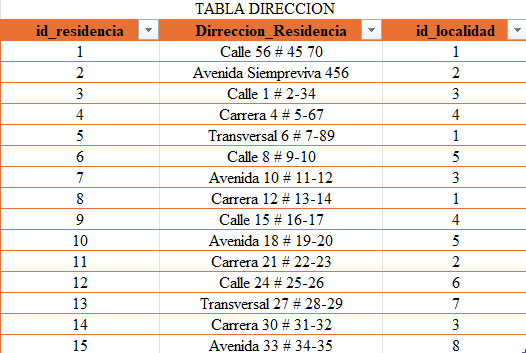 TABLA DIRECCION
id_residencia Dirreccion_Residencia id_localidad
1 Calle 56 # 45 70 1
2 Avenida Siempreviva 456 2
3 Calle 1 # 2-34 3
4 Carrera 4 # 5-67 4
5 Transversal 6 # 7-89 1
6 Calle 8 # 9-10 5
7 Avenida 10 # 11-12 3
8 Carrera 12 # 13-14 1
9 Calle 15 # 16-17 4
10 Avenida 18 # 19-20 5
11 Carrera 21 # 22-23 2
12 Calle 24 # 25-26 6
13 Transversal 27 # 28-29 7
14 Carrera 30 # 31-32 3
15 Avenida 33 # 34-35 8